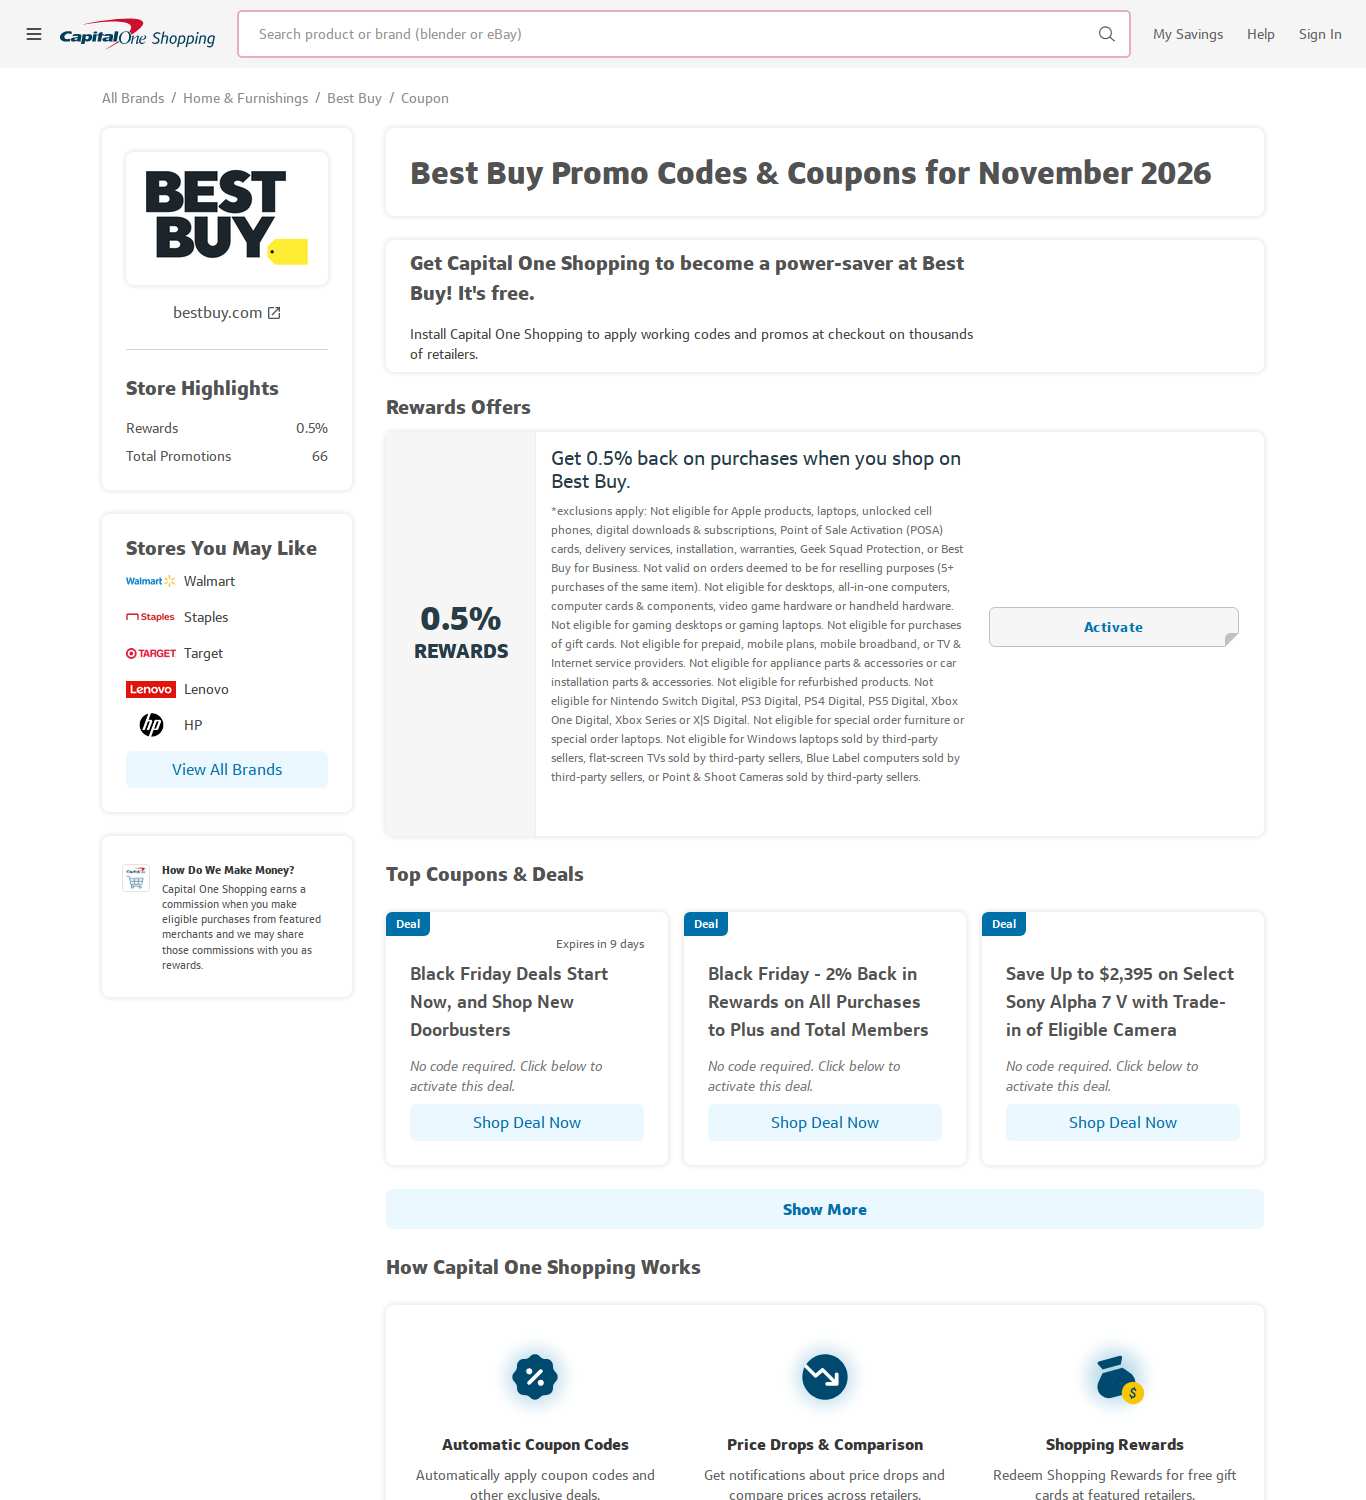 Capital One Shopping
Search product or brand (blender or eBay)
My Savings
Help
Sign In
All Brands / Home & Furnishings / Best Buy / Coupon
BEST
BUY
bestbuy.com
Store Highlights
Rewards 0.5%
Total Promotions 66
Stores You May Like
Walmart Walmart
Staples Staples
TARGET Target
Lenovo Lenovo
hp HP
View All Brands
How Do We Make Money?
Capital One Shopping earns a
commission when you make
eligible purchases from featured
merchants and we may share
those commissions with you as
rewards.
Best Buy Promo Codes & Coupons for November 2026
Get Capital One Shopping to become a power-saver at Best
Buy! It's free.
Install Capital One Shopping to apply working codes and promos at checkout on thousands
of retailers.
Rewards Offers
0.5%
REWARDS
Get 0.5% back on purchases when you shop on
Best Buy.
*exclusions apply: Not eligible for Apple products, laptops, unlocked cell
phones, digital downloads & subscriptions, Point of Sale Activation (POSA)
cards, delivery services, installation, warranties, Geek Squad Protection, or Best
Buy for Business. Not valid on orders deemed to be for reselling purposes (5+
purchases of the same item). Not eligible for desktops, all-in-one computers,
computer cards & components, video game hardware or handheld hardware.
Not eligible for gaming desktops or gaming laptops. Not eligible for purchases
of gift cards. Not eligible for prepaid, mobile plans, mobile broadband, or TV &
Internet service providers. Not eligible for appliance parts & accessories or car
installation parts & accessories. Not eligible for refurbished products. Not
eligible for Nintendo Switch Digital, PS3 Digital, PS4 Digital, PS5 Digital, Xbox
One Digital, Xbox Series or X|S Digital. Not eligible for special order furniture or
special order laptops. Not eligible for Windows laptops sold by third-party
sellers, flat-screen TVs sold by third-party sellers, Blue Label computers sold by
third-party sellers, or Point & Shoot Cameras sold by third-party sellers.
Activate
Top Coupons & Deals
Deal
Expires in 9 days
Black Friday Deals Start
Now, and Shop New
Doorbusters
No code required. Click below to
activate this deal.
Shop Deal Now
Deal
Black Friday - 2% Back in
Rewards on All Purchases
to Plus and Total Members
No code required. Click below to
activate this deal.
Shop Deal Now
Deal
Save Up to $2,395 on Select
Sony Alpha 7 V with Trade-
in of Eligible Camera
No code required. Click below to
activate this deal.
Shop Deal Now
Show More
How Capital One Shopping Works
Automatic Coupon Codes
Automatically apply coupon codes and
other exclusive deals.
Price Drops & Comparison
Get notifications about price drops and
compare prices across retailers.
Shopping Rewards
Redeem Shopping Rewards for free gift
cards at featured retailers.